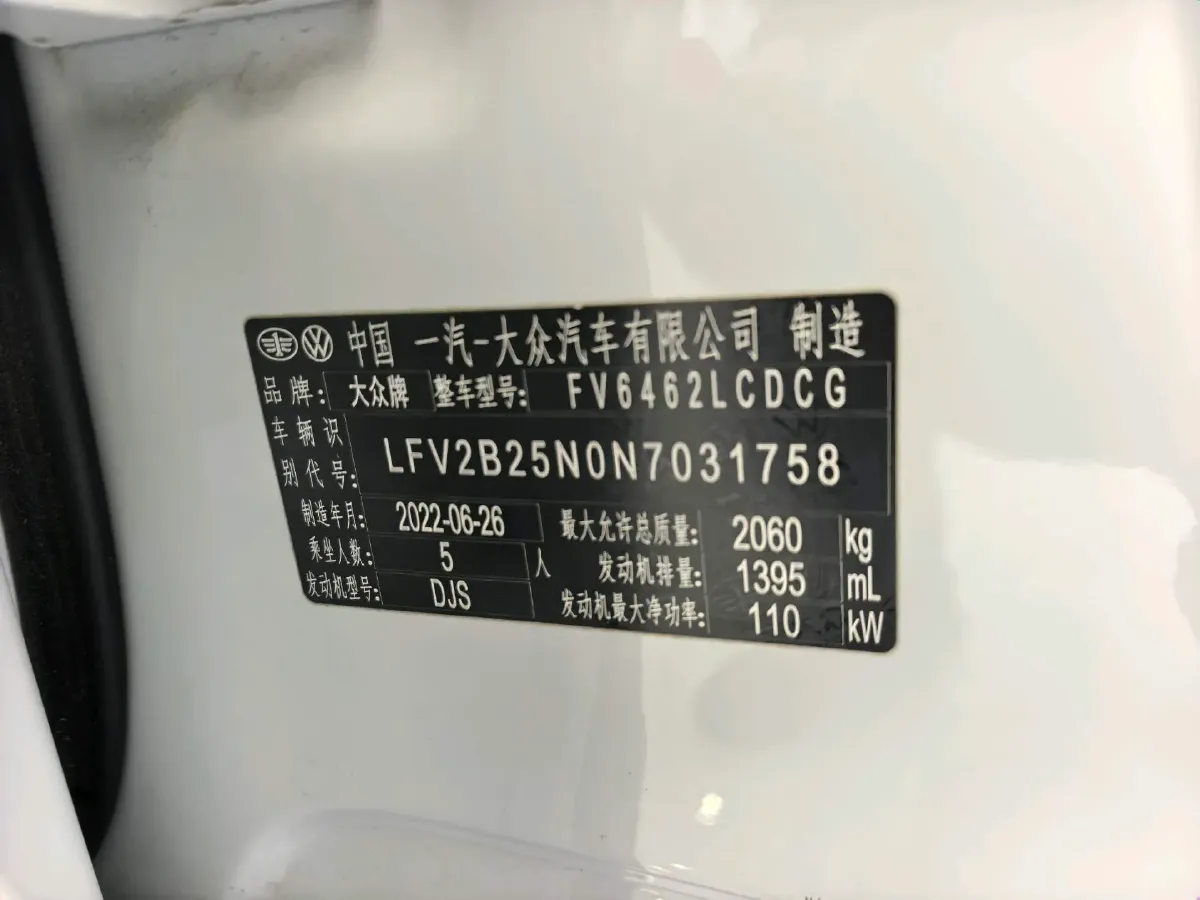 中国 一汽-大众汽车有限公司 制造
品牌: 大众牌 整车型号: FV6462LCDCG
车辆识别代号: LFV2B25N0N7031758
制造年月: 2022-06-26 最大允许总质量: 2060 kg
乘坐人数: 5 人 发动机排量: 1395 mL
发动机型号: DJS 发动机最大净功率: 110 kW